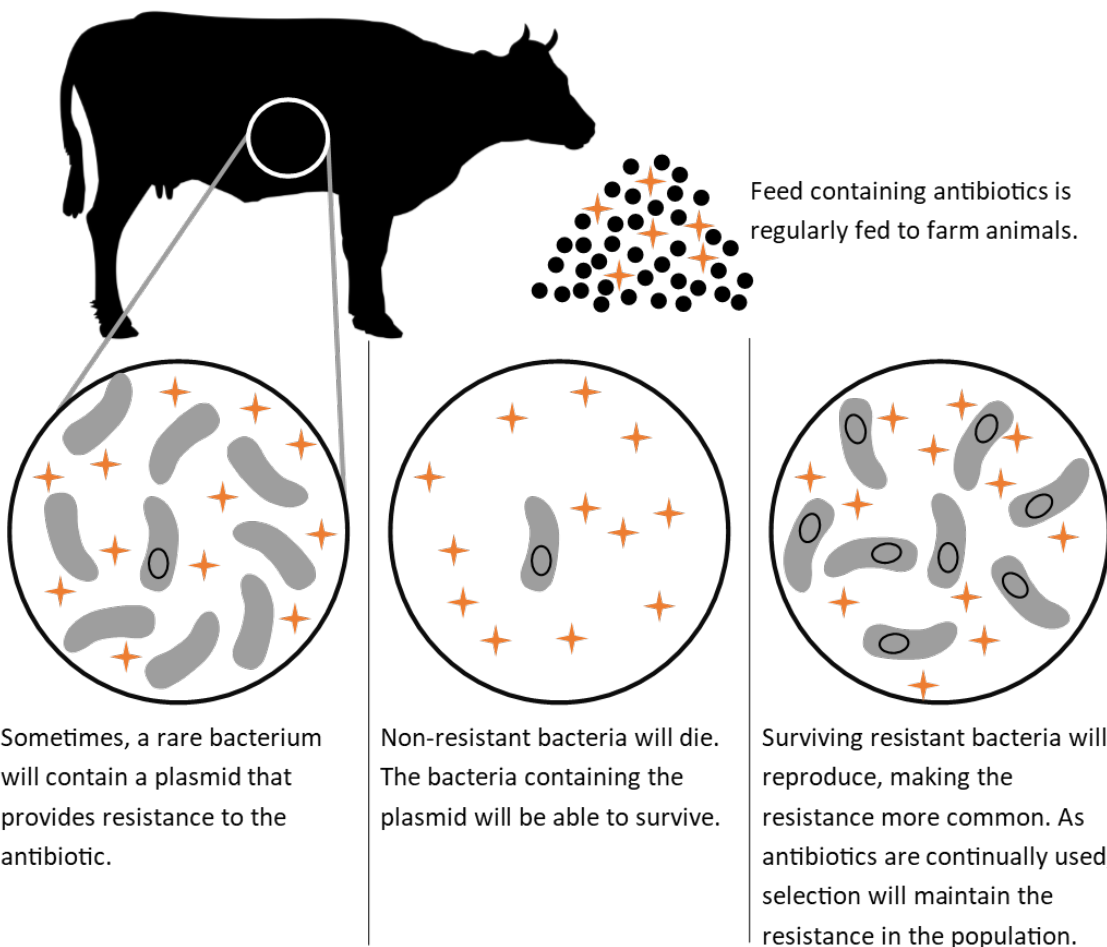 Feed containing antibiotics is
regularly fed to farm animals.
Sometimes, a rare bacterium
will contain a plasmid that
provides resistance to the
antibiotic.
Non-resistant bacteria will die.
The bacteria containing the
plasmid will be able to survive.
Surviving resistant bacteria will
reproduce, making the
resistance more common. As
antibiotics are continually used
selection will maintain the
resistance in the population.